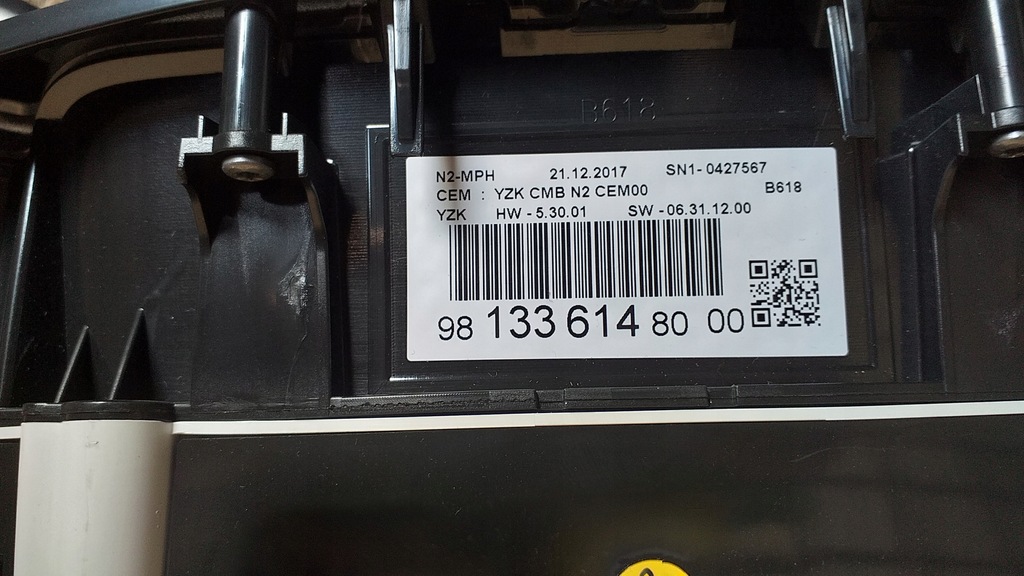 B618
N2-MPH 21.12.2017 SN1- 0427567
CEM : YZK CMB N2 CEM00 B618
YZK HW - 5.30.01 SW - 06.31.12.00
98 133 614 80 00